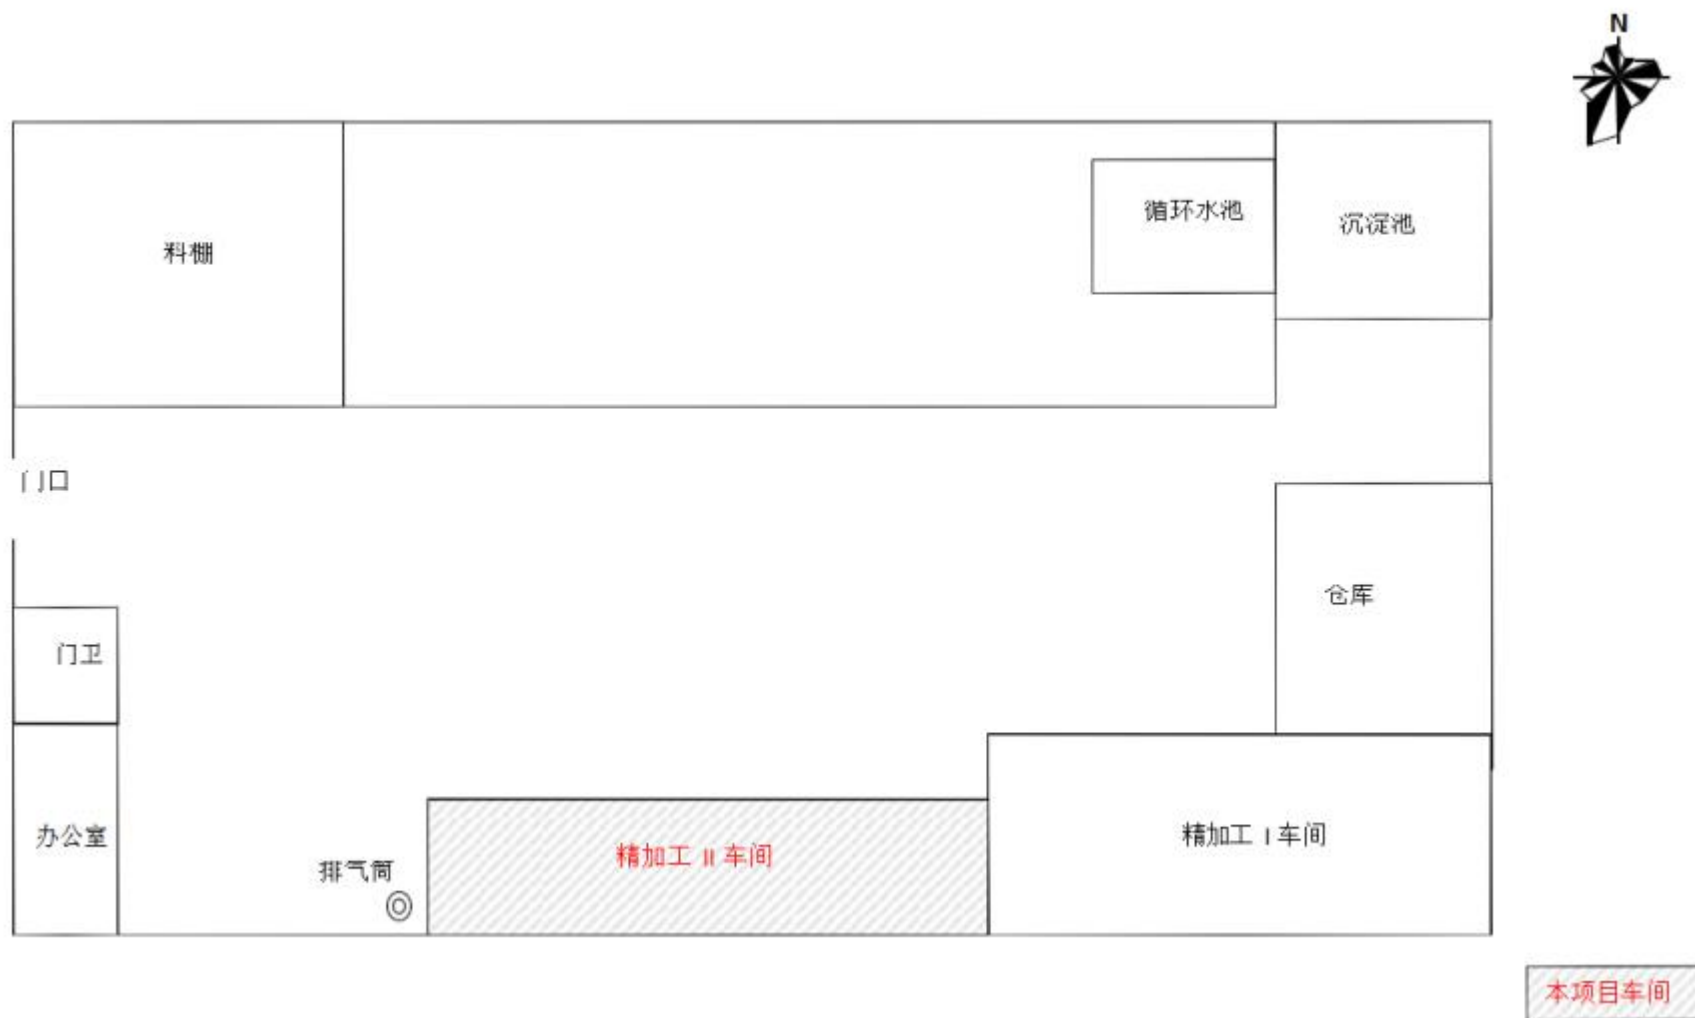 N
循环水池
沉淀池
料棚
门口
仓库
门卫
办公室
排气筒
精加工 II 车间
精加工 I 车间
本项目车间